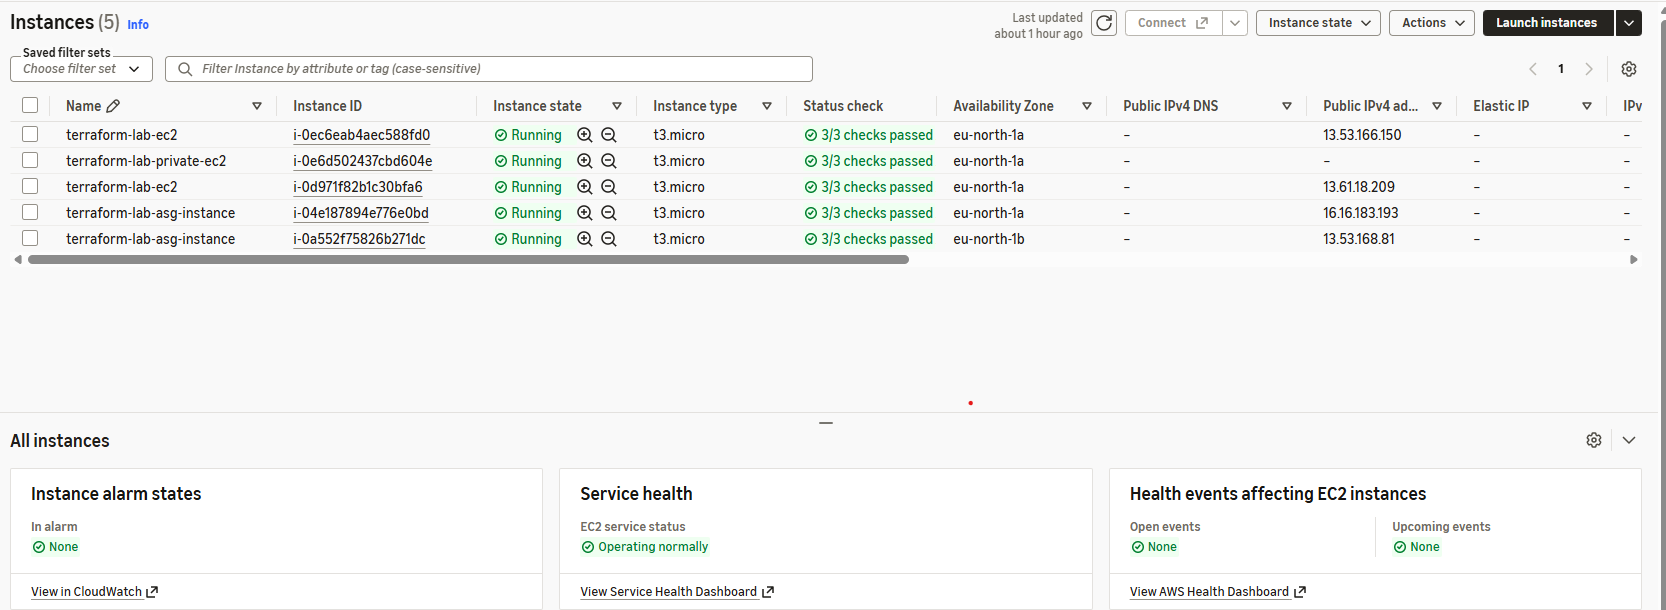 Instances (5) Info
Last updated
about 1 hour ago
Connect
Instance state
Actions
Launch instances
Saved filter sets
Choose filter set
Filter Instance by attribute or tag (case-sensitive)
1
Name Instance ID Instance state Instance type Status check Availability Zone Public IPv4 DNS Public IPv4 ad... Elastic IP IPv
terraform-lab-ec2 i-0ec6eab4aec588fd0 Running t3.micro 3/3 checks passed eu-north-1a – 13.53.166.150 – –
terraform-lab-private-ec2 i-0e6d502437cbd604e Running t3.micro 3/3 checks passed eu-north-1a – – – –
terraform-lab-ec2 i-0d971f82b1c30bfa6 Running t3.micro 3/3 checks passed eu-north-1a – 13.61.18.209 – –
terraform-lab-asg-instance i-04e187894e776e0bd Running t3.micro 3/3 checks passed eu-north-1a – 16.16.183.193 – –
terraform-lab-asg-instance i-0a552f75826b271dc Running t3.micro 3/3 checks passed eu-north-1b – 13.53.168.81 – –
All instances
Instance alarm states
In alarm
None
View in CloudWatch
Service health
EC2 service status
Operating normally
View Service Health Dashboard
Health events affecting EC2 instances
Open events
None
Upcoming events
None
View AWS Health Dashboard